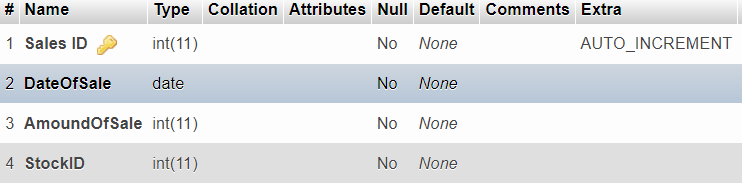 # Name Type Collation Attributes Null Default Comments Extra
1 Sales ID int(11) No None AUTO_INCREMENT
2 DateOfSale date No None
3 AmoundOfSale int(11) No None
4 StockID int(11) No None